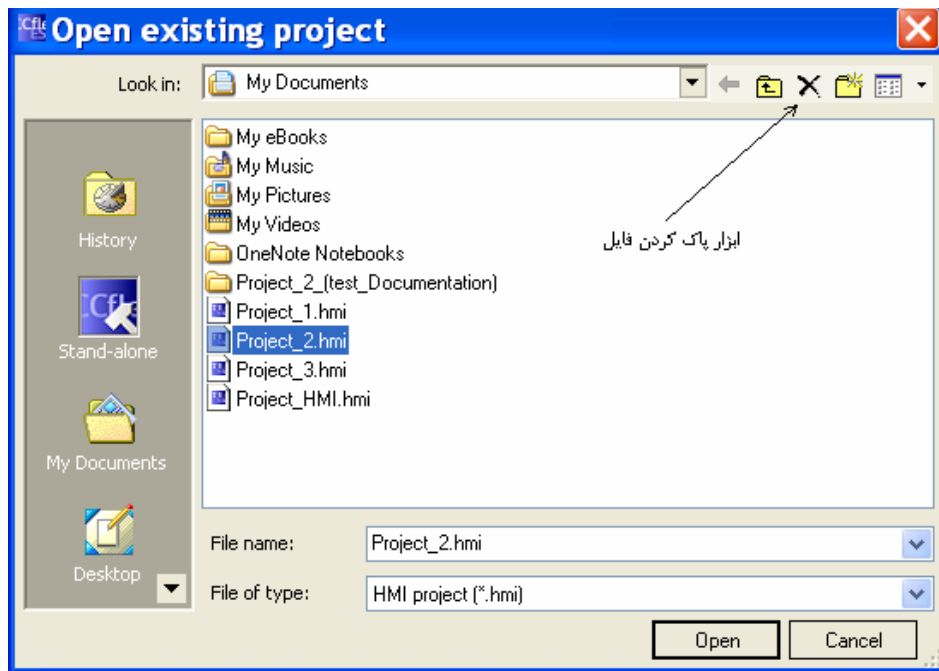 Open existing project
Look in:
My Documents
My eBooks
My Music
My Pictures
My Videos
OneNote Notebooks
Project_2_(test_Documentation)
Project_1.hmi
Project_2.hmi
Project_3.hmi
Project_HMI.hmi
ابزار پاک کردن فایل
History
Stand-alone
My Documents
Desktop
File name:
Project_2.hmi
File of type:
HMI project (*.hmi)
Open
Cancel